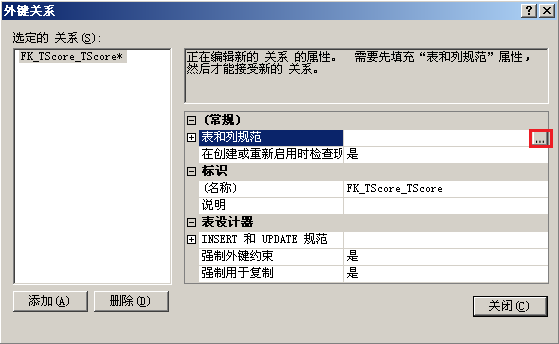 外键关系
选定的 关系(S):
FK_TScore_TScore*
正在编辑新的 关系 的属性。 需要先填充“表和列规范”属性,
然后才能接受新的 关系。
(常规)
表和列规范
...
在创建或重新启用时检查现 是
标识
(名称) FK_TScore_TScore
说明
表设计器
INSERT 和 UPDATE 规范
强制外键约束 是
强制用于复制 是
添加(A) 删除(D)
关闭(C)